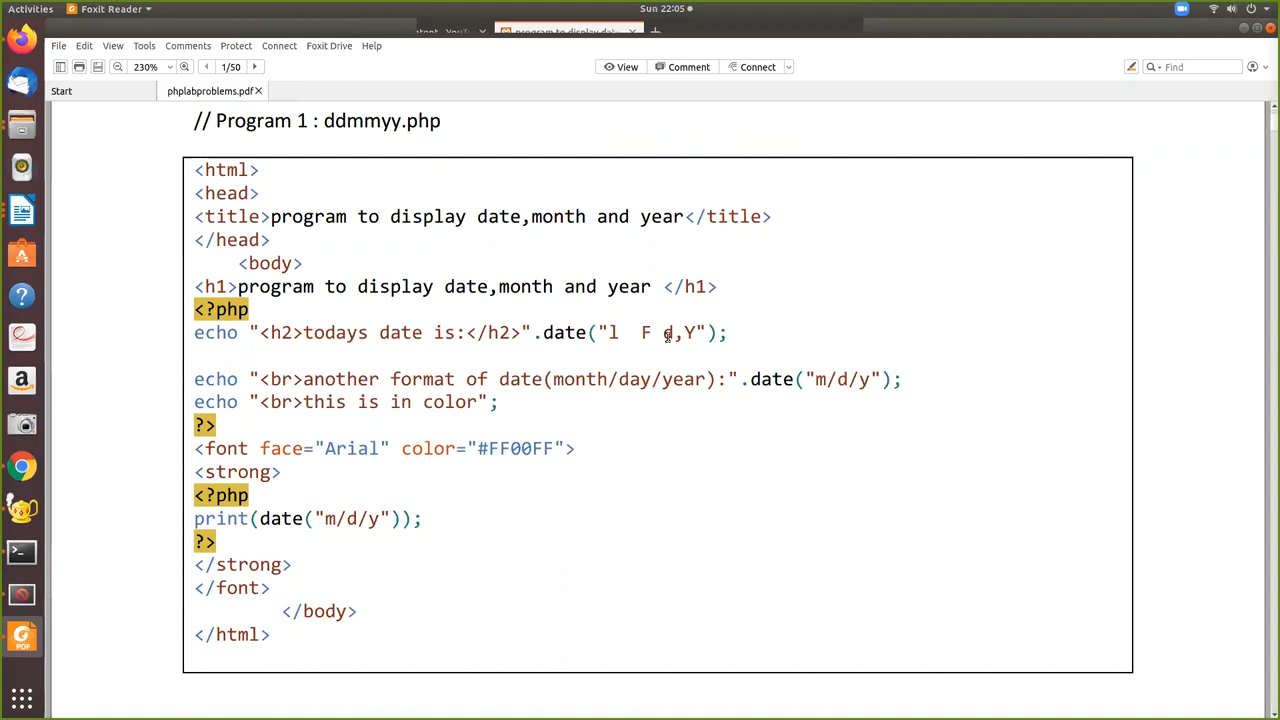 Activities Foxit Reader Sun 22:05
program to display dat
File Edit View Tools Comments Protect Connect Foxit Drive Help
230% 1/50 View Comment Connect Find
Start phplabproblems.pdf
// Program 1 : ddmmyy.php
<html>
<head>
<title>program to display date,month and year</title>
</head>
<body>
<h1>program to display date,month and year </h1>
<?php
echo "<h2>todays date is:</h2>".date("l  F d,Y");
echo "<br>another format of date(month/day/year):".date("m/d/y");
echo "<br>this is in color";
?>
<font face="Arial" color="#FF00FF">
<strong>
<?php
print(date("m/d/y"));
?>
</strong>
</font>
</body>
</html>